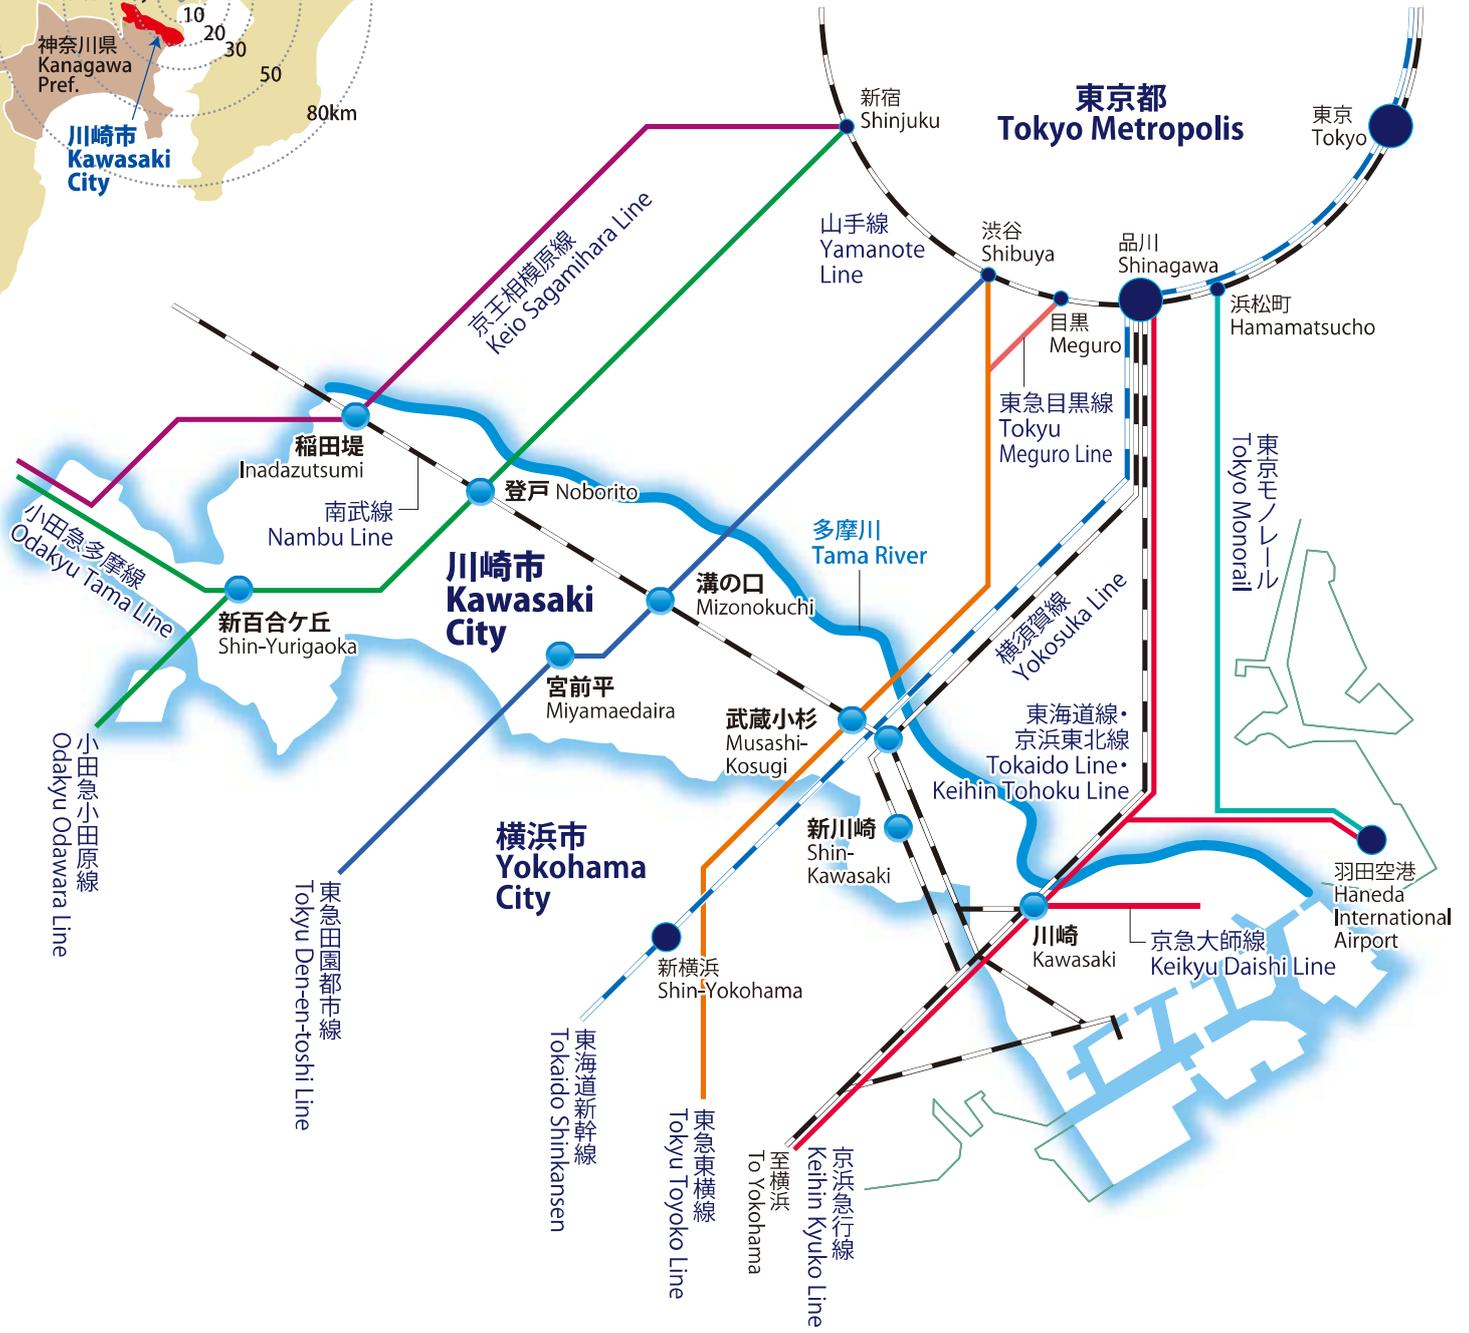 10
20
30
50
80km
神奈川県
Kanagawa
Pref.
川崎市
Kawasaki
City
新宿
Shinjuku
東京都
Tokyo Metropolis
東京
Tokyo
山手線
Yamanote
Line
渋谷
Shibuya
品川
Shinagawa
目黒
Meguro
浜松町
Hamamatsucho
京王相模原線
Keio Sagamihara Line
東急目黒線
Tokyu
Meguro Line
東京モノレール
Tokyo Monorail
稲田堤
Inadazutsumi
登戸 Noborito
南武線
Nambu Line
小田急多摩線
Odakyu Tama Line
多摩川
Tama River
川崎市
Kawasaki
City
溝の口
Mizonokuchi
新百合ケ丘
Shin-Yurigaoka
横須賀線
Yokosuka Line
宮前平
Miyamaedaira
武蔵小杉
Musashi-
Kosugi
東海道線・
京浜東北線
Tokaido Line・
Keihin Tohoku Line
小田急小田原線
Odakyu Odawara Line
横浜市
Yokohama
City
新川崎
Shin-
Kawasaki
羽田空港
Haneda
International
Airport
川崎
Kawasaki
京急大師線
Keikyu Daishi Line
東急田園都市線
Tokyu Den-en-toshi Line
新横浜
Shin-Yokohama
東海道新幹線
Tokaido Shinkansen
東急東横線
Tokyu Toyoko Line
至横浜
To Yokohama
京浜急行線
Keihin Kyuko Line